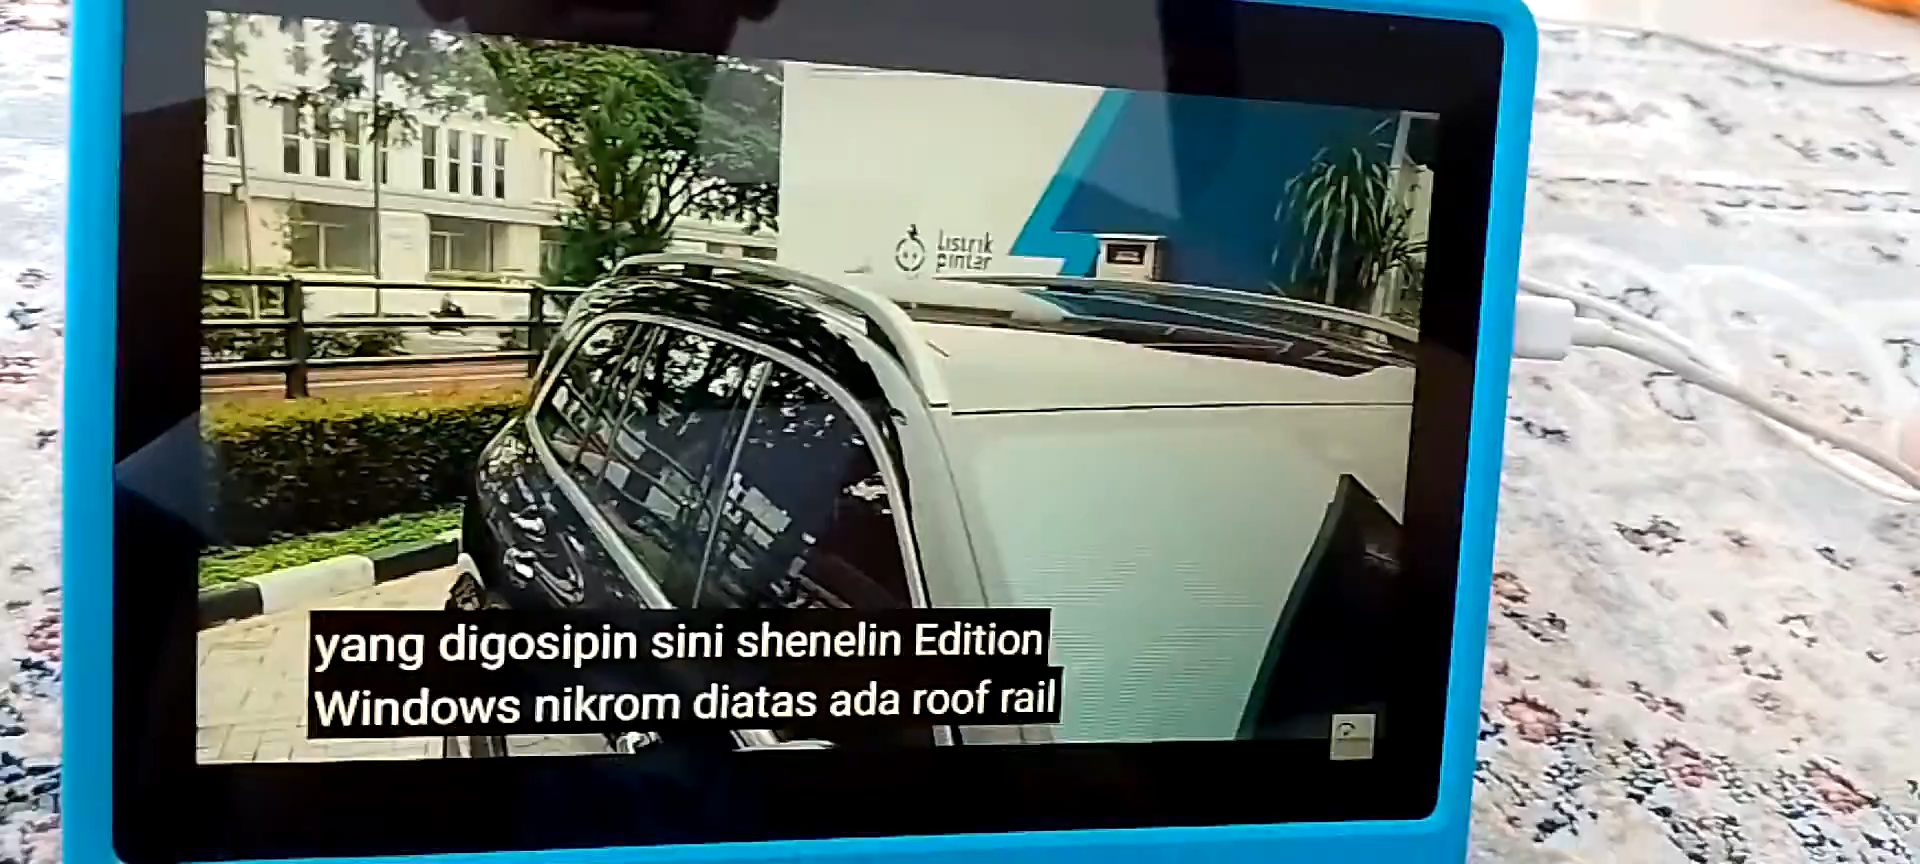 Listrik
pintar
yang digosipin sini shenelin Edition
Windows nikrom diatas ada roof rail